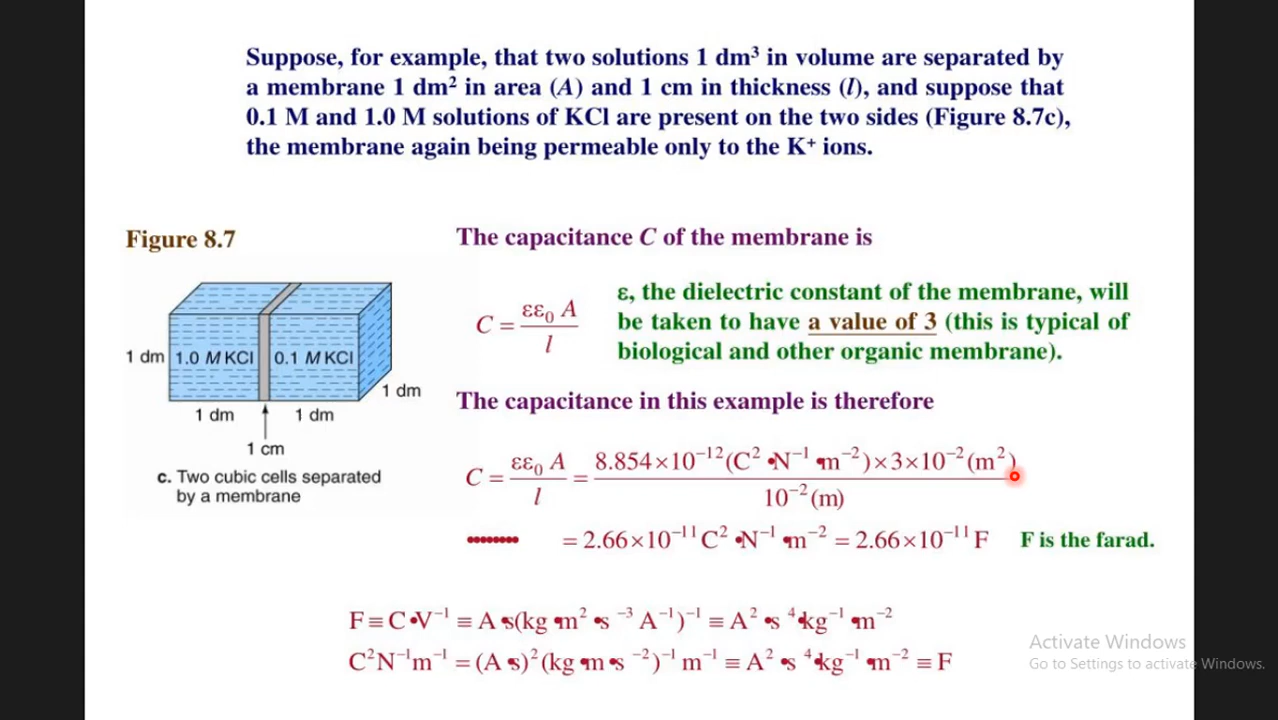 Suppose, for example, that two solutions 1 dm³ in volume are separated by
a membrane 1 dm² in area (A) and 1 cm in thickness (l), and suppose that
0.1 M and 1.0 M solutions of KCl are present on the two sides (Figure 8.7c),
the membrane again being permeable only to the K⁺ ions.
Figure 8.7
1 dm
1.0 M KCl
0.1 M KCl
1 dm
1 dm
1 dm
1 cm
c. Two cubic cells separated
by a membrane
The capacitance C of the membrane is
C = εε₀ A / l
ε, the dielectric constant of the membrane, will
be taken to have a value of 3 (this is typical of
biological and other organic membrane).
The capacitance in this example is therefore
C = εε₀ A / l = 8.854×10⁻¹²(C² •N⁻¹ •m⁻²)×3×10⁻²(m²) / 10⁻²(m)
= 2.66×10⁻¹¹ C² •N⁻¹ •m⁻² = 2.66×10⁻¹¹ F
F is the farad.
F ≡ C•V⁻¹ ≡ A •s(kg •m² •s ⁻³ A⁻¹)⁻¹ ≡ A² •s ⁴•kg⁻¹ •m⁻²
C²N⁻¹m⁻¹ = (A •s)²(kg •m •s ⁻²)⁻¹ m⁻¹ ≡ A² •s ⁴•kg⁻¹ •m⁻² ≡ F
Activate Windows
Go to Settings to activate Windows.